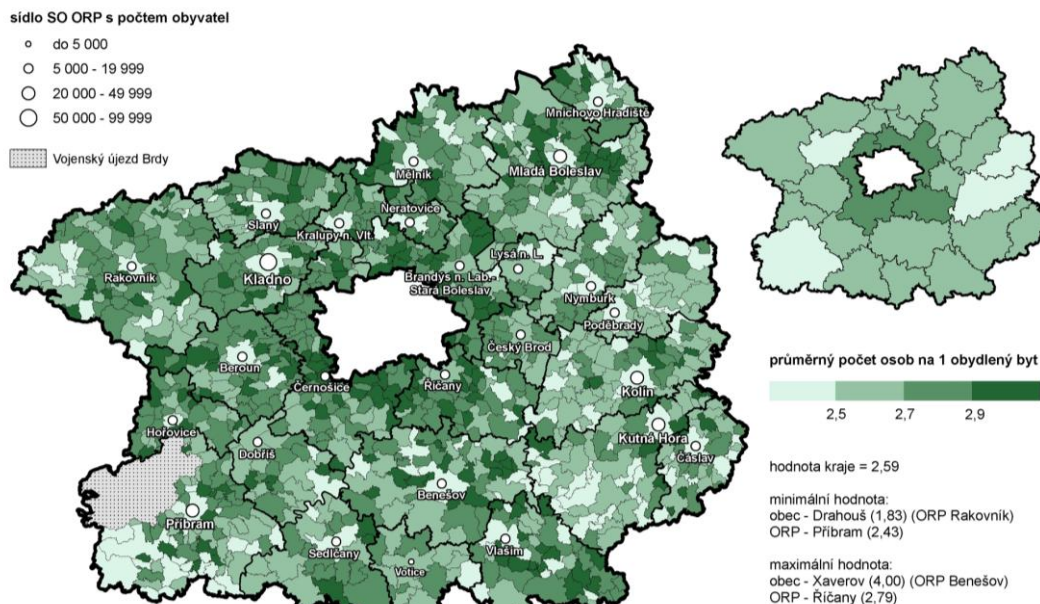 sídlo SO ORP s počtem obyvatel
do 5 000
5 000 - 19 999
20 000 - 49 999
50 000 - 99 999
Vojenský újezd Brdy
Mnichovo Hradiště
Mladá Boleslav
Mělník
Neratovice
Slaný
Kralupy n. Vlt.
Lysá n. L.
Rakovník
Kladno
Brandýs n. Lab.-
Stará Boleslav
Nymburk
Poděbrady
Český Brod
Beroun
Černošice
Říčany
Kolín
Hořovice
Kutná Hora
Dobříš
Čáslav
Benešov
Příbram
Sedlčany
Vlašim
Votice
průměrný počet osob na 1 obydlený byt
2,5
2,7
2,9
hodnota kraje = 2,59
minimální hodnota:
obec - Drahouš (1,83) (ORP Rakovník)
ORP - Příbram (2,43)
maximální hodnota:
obec - Xaverov (4,00) (ORP Benešov)
ORP - Říčany (2,79)